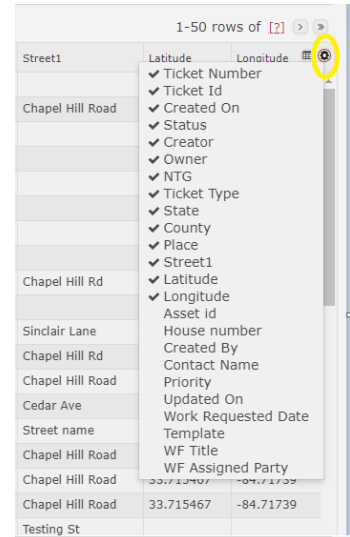 1-50 rows of [?] > »
Street1 Latitude Longitude
✔ Ticket Number
✔ Ticket Id
Chapel Hill Road ✔ Created On
✔ Status
✔ Creator
✔ Owner
✔ NTG
✔ Ticket Type
✔ State
✔ County
✔ Place
✔ Street1
Chapel Hill Rd ✔ Latitude
✔ Longitude
Asset id
Sinclair Lane House number
Created By
Chapel Hill Rd Contact Name
Chapel Hill Road Priority
Updated On
Cedar Ave Work Requested Date
Street name Template
Chapel Hill Road WF Title
WF Assigned Party
Chapel Hill Road 33.715467 -84.71739
Chapel Hill Road 33.715467 -84.71739
Testing St